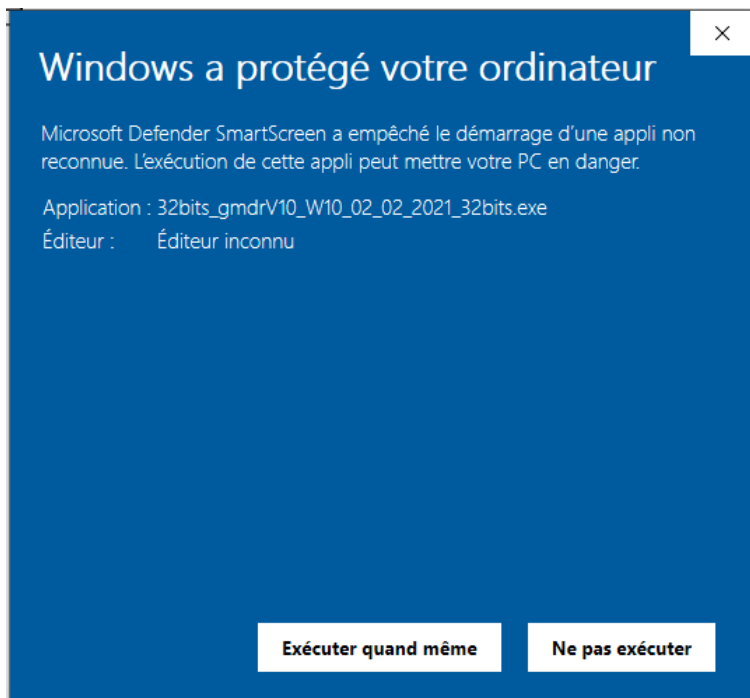 Windows a protégé votre ordinateur
Microsoft Defender SmartScreen a empêché le démarrage d’une appli non
reconnue. L’exécution de cette appli peut mettre votre PC en danger.
Application : 32bits_gmdrV10_W10_02_02_2021_32bits.exe
Éditeur : Éditeur inconnu
Exécuter quand même Ne pas exécuter